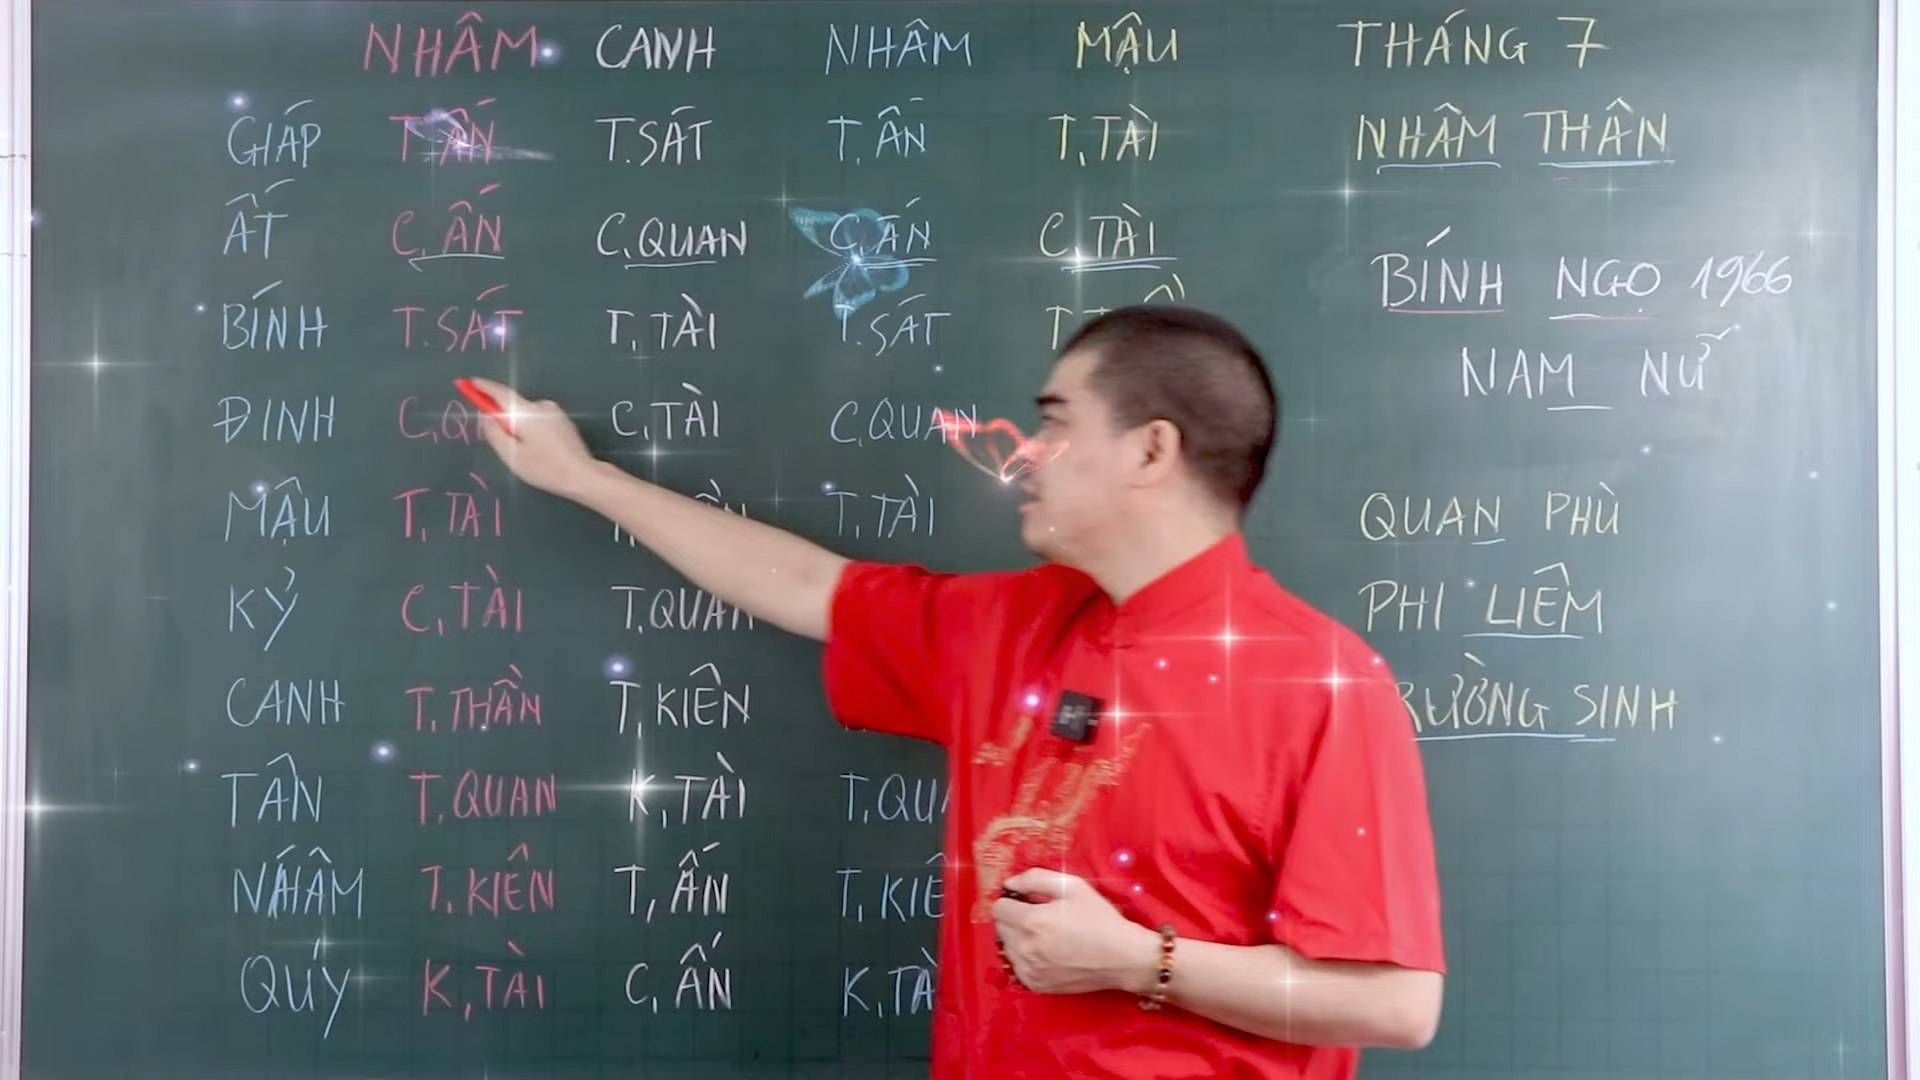 NHÂM CANH NHÂM MẬU THÁNG 7
GIÁP T.ẤN T.SÁT T.ẤN T.TÀI NHÂM THÂN
ẤT C.ẤN C.QUAN C.ẤN C.TÀI
BÍNH NGỌ 1966
BÍNH T.SÁT T.TÀI T.SÁT
NAM NỮ
ĐINH C.TÀI C.QUAN
MẬU T.TÀI T.TÀI QUAN PHÙ
KỶ C.TÀI T.QUAN PHI LIÊM
CANH T.THẦN T.KIÊN SINH
TÂN T.QUAN K.TÀI
NHÂM T.KIÊN T.ẤN
QUÝ K.TÀI C.ẤN